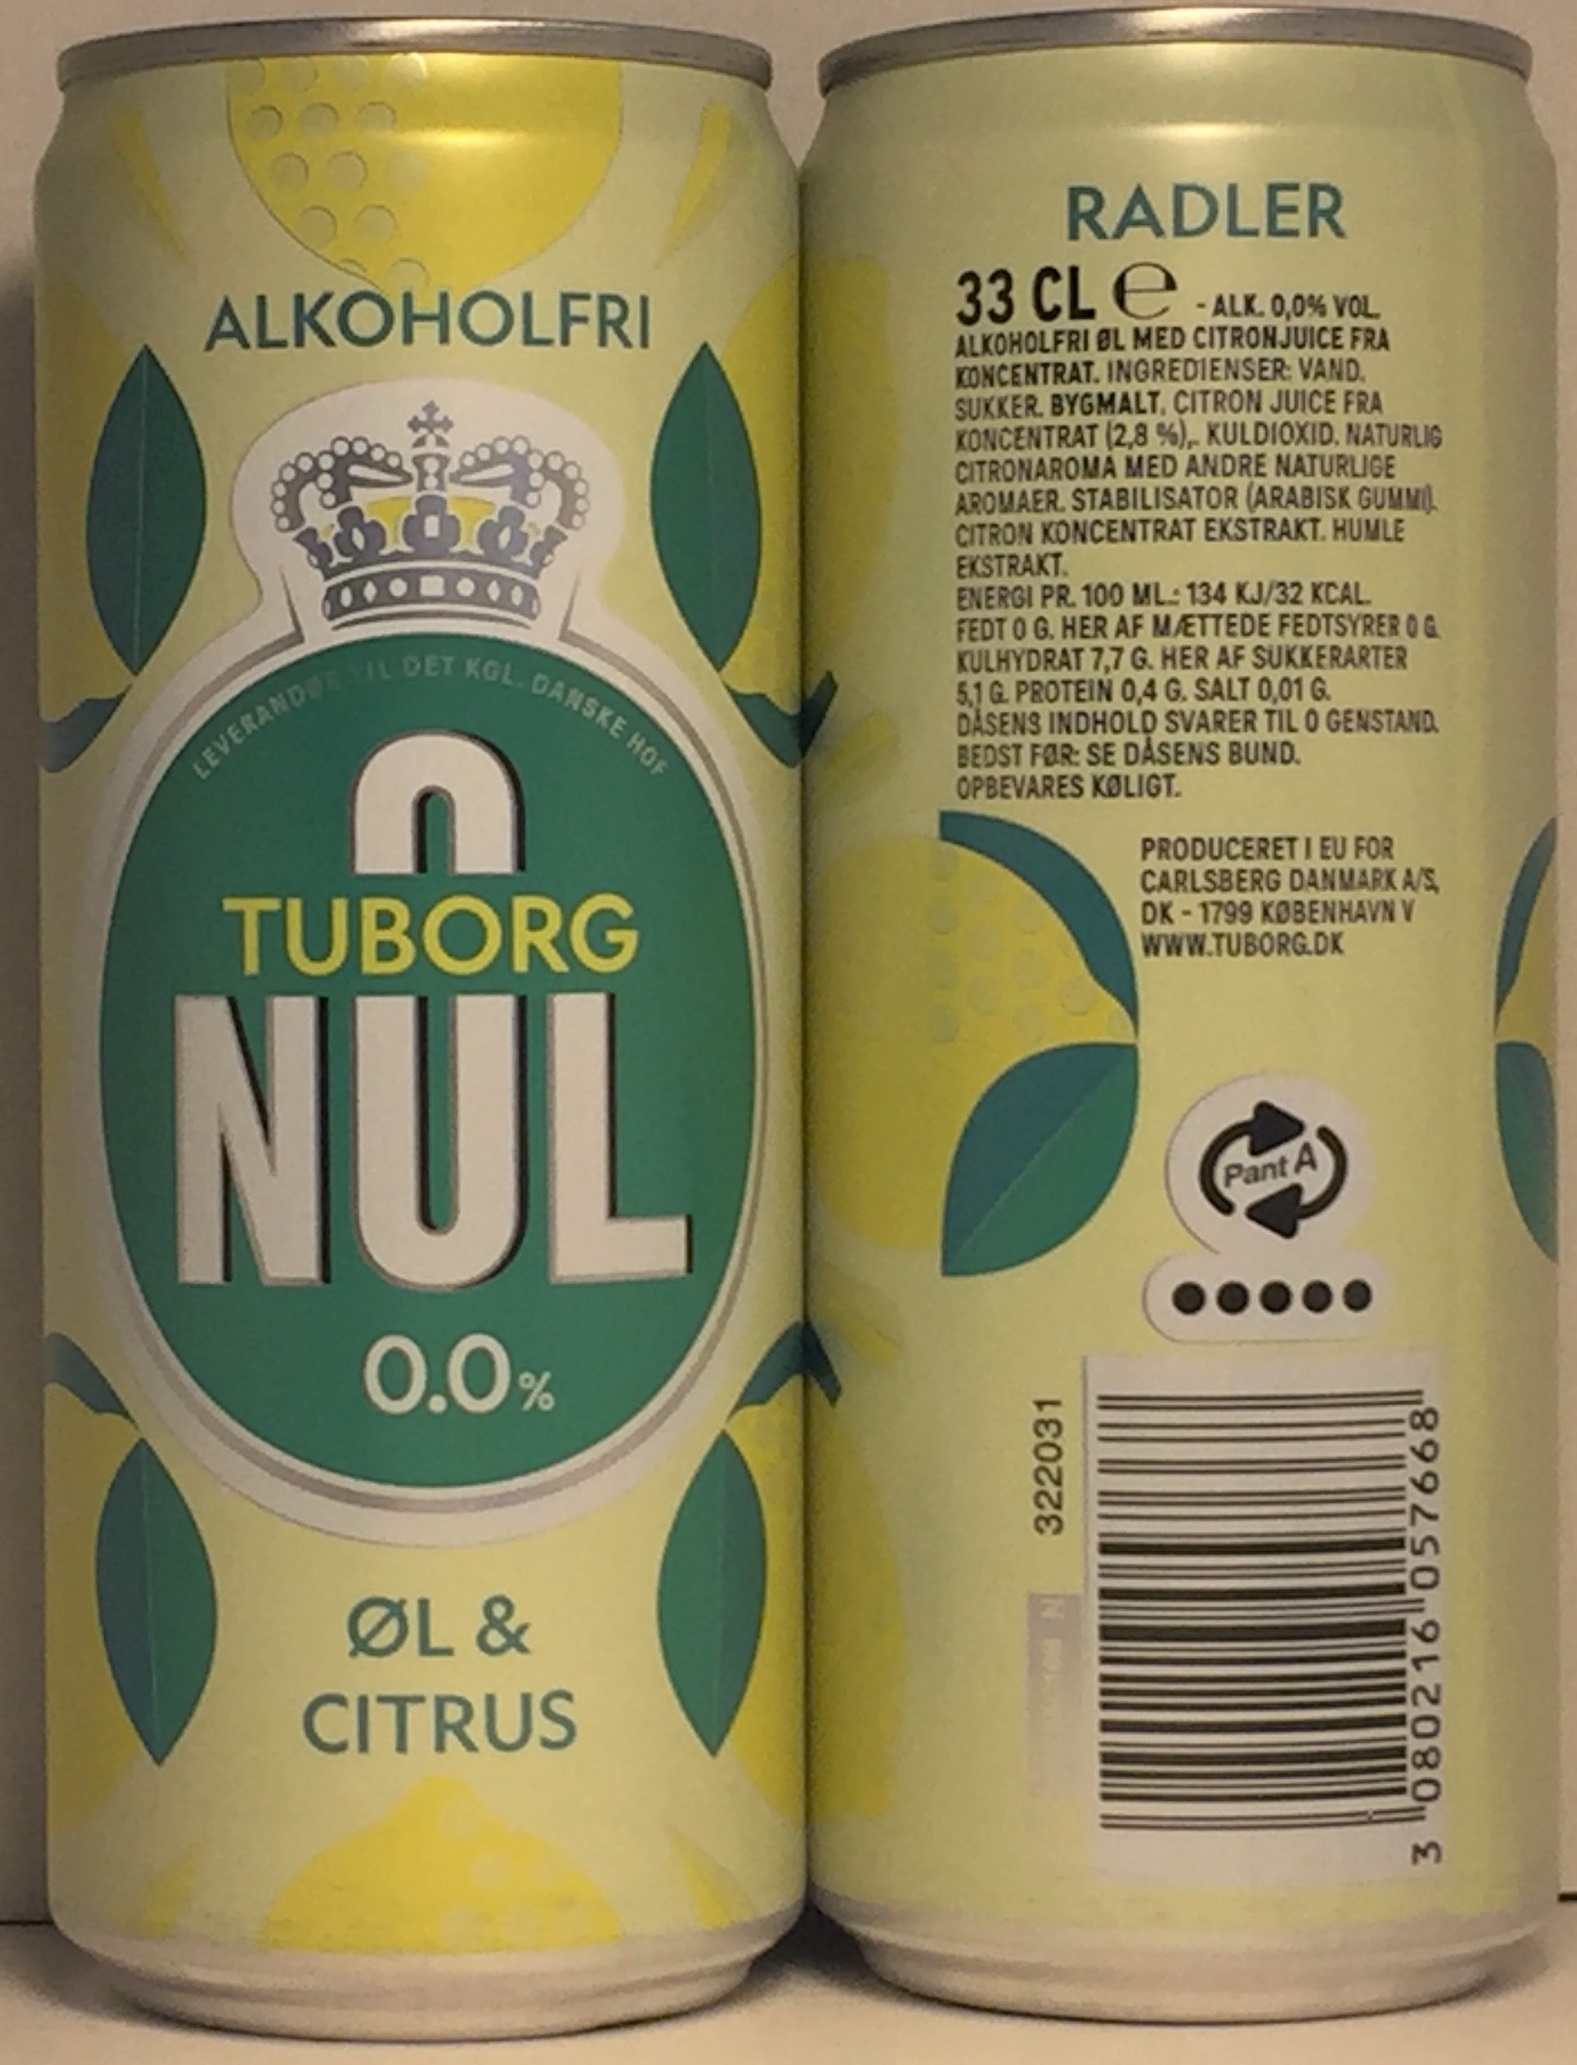 ALKOHOLFRI
LEVERANDØR TIL DET KGL. DANSKE HOF
TUBORG
NUL
0.0%
ØL &
CITRUS
RADLER
33 CL ℮ - ALK. 0,0% VOL.
ALKOHOLFRI ØL MED CITRONJUICE FRA
KONCENTRAT. INGREDIENSER: VAND.
SUKKER. BYGMALT. CITRON JUICE FRA
KONCENTRAT (2,8 %),. KULDIOXID. NATURLIG
CITRONAROMA MED ANDRE NATURLIGE
AROMAER. STABILISATOR (ARABISK GUMMI).
CITRON KONCENTRAT EKSTRAKT. HUMLE
EKSTRAKT.
ENERGI PR. 100 ML.: 134 KJ/32 KCAL.
FEDT 0 G. HER AF MÆTTEDE FEDTSYRER 0 G.
KULHYDRAT 7,7 G. HER AF SUKKERARTER
5,1 G. PROTEIN 0,4 G. SALT 0,01 G.
DÅSENS INDHOLD SVARER TIL 0 GENSTAND.
BEDST FØR: SE DÅSENS BUND.
OPBEVARES KØLIGT.
PRODUCERET I EU FOR
CARLSBERG DANMARK A/S,
DK - 1799 KØBENHAVN V
WWW.TUBORG.DK
Pant A
322031
N
3 080216 057668